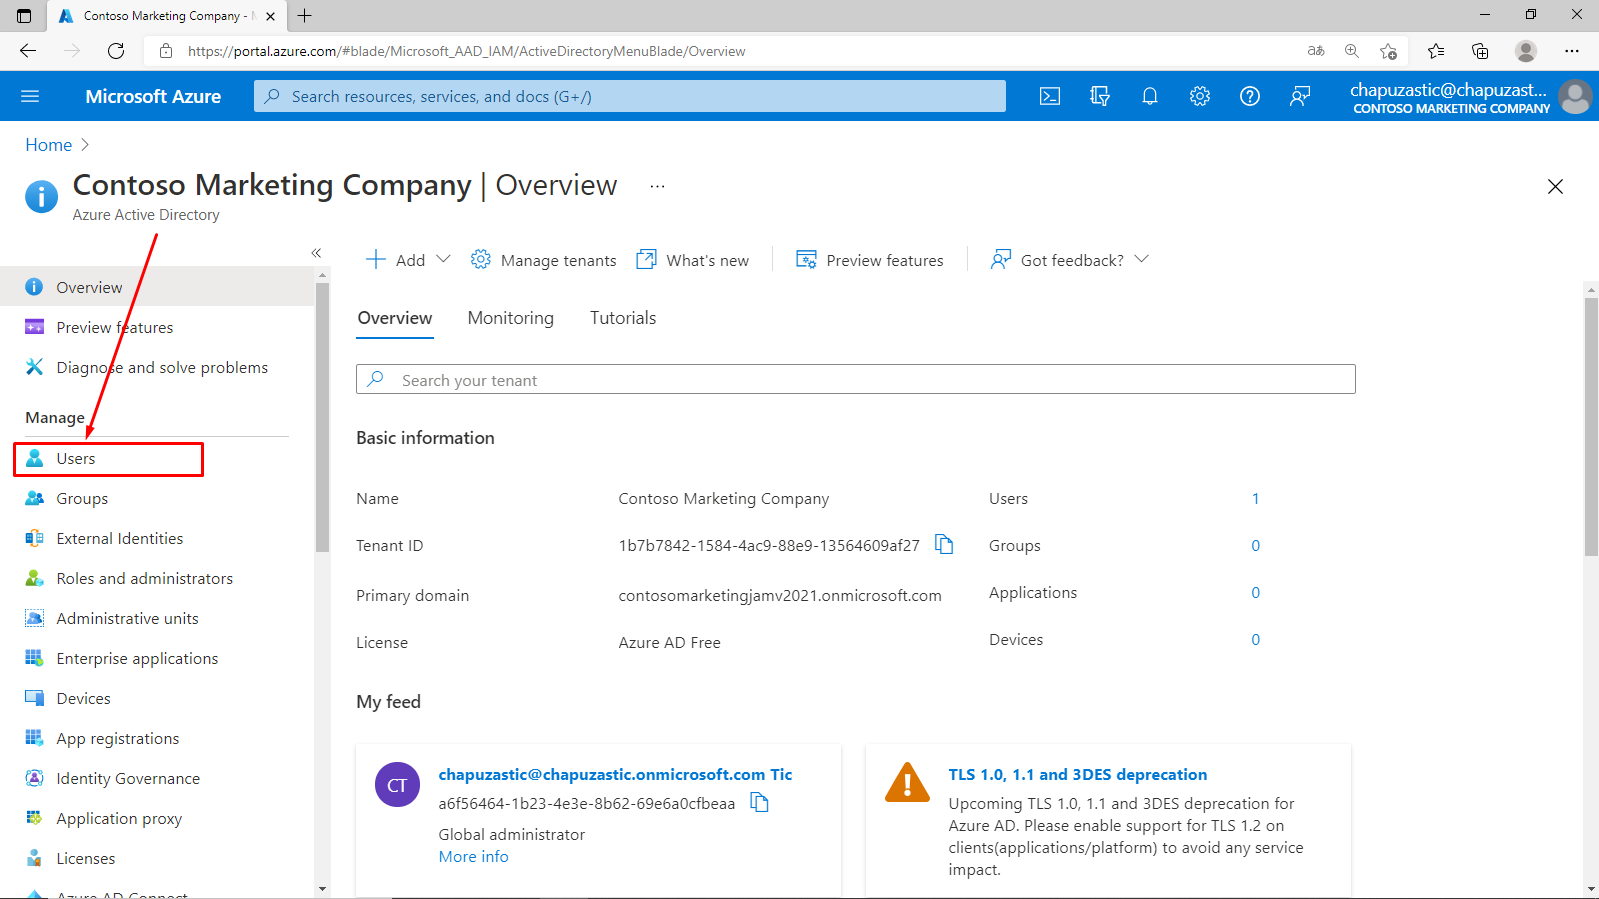 Contoso Marketing Company - M
https://portal.azure.com/#blade/Microsoft_AAD_IAM/ActiveDirectoryMenuBlade/Overview
aあ
Microsoft Azure
Search resources, services, and docs (G+/)
chapuzastic@chapuzast...
CONTOSO MARKETING COMPANY
Home
Contoso Marketing Company | Overview ...
Azure Active Directory
Add
Manage tenants
What's new
Preview features
Got feedback?
Overview
Preview features
Diagnose and solve problems
Manage
Users
Groups
External Identities
Roles and administrators
Administrative units
Enterprise applications
Devices
App registrations
Identity Governance
Application proxy
Licenses
Azure AD Connect
Overview Monitoring Tutorials
Search your tenant
Basic information
Name Contoso Marketing Company
Tenant ID 1b7b7842-1584-4ac9-88e9-13564609af27
Primary domain contosomarketingjamv2021.onmicrosoft.com
License Azure AD Free
Users 1
Groups 0
Applications 0
Devices 0
My feed
CT
chapuzastic@chapuzastic.onmicrosoft.com Tic
a6f56464-1b23-4e3e-8b62-69e6a0cfbeaa
Global administrator
More info
TLS 1.0, 1.1 and 3DES deprecation
Upcoming TLS 1.0, 1.1 and 3DES deprecation for
Azure AD. Please enable support for TLS 1.2 on
clients(applications/platform) to avoid any service
impact.